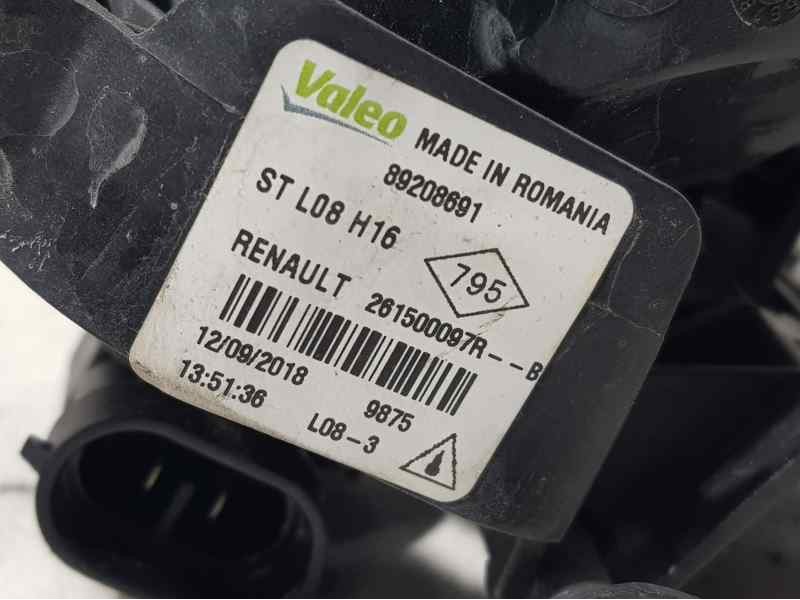 Valeo MADE IN ROMANIA
89208691
ST L08 H16
795
RENAULT 261500097R--B
12/09/2018
13:51:36
9875
L08-3